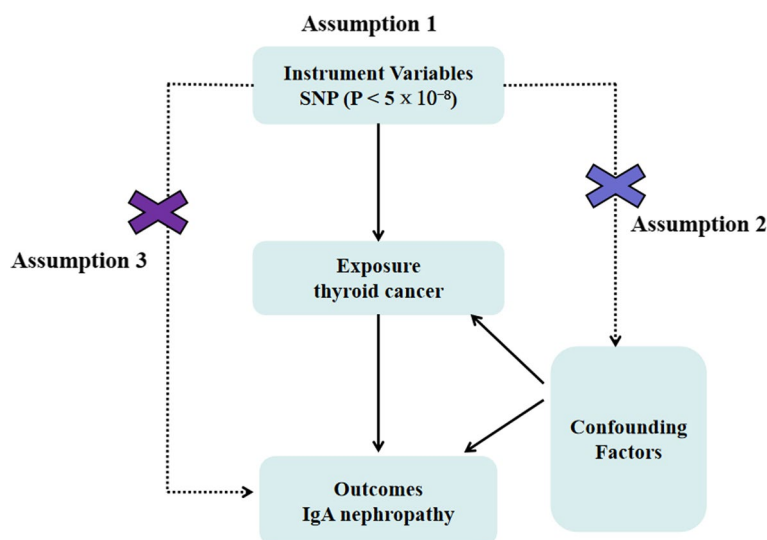 Assumption 1
Instrument Variables
SNP (P < 5 × 10⁻⁸)
Assumption 2
Assumption 3
Exposure
thyroid cancer
Confounding
Factors
Outcomes
IgA nephropathy